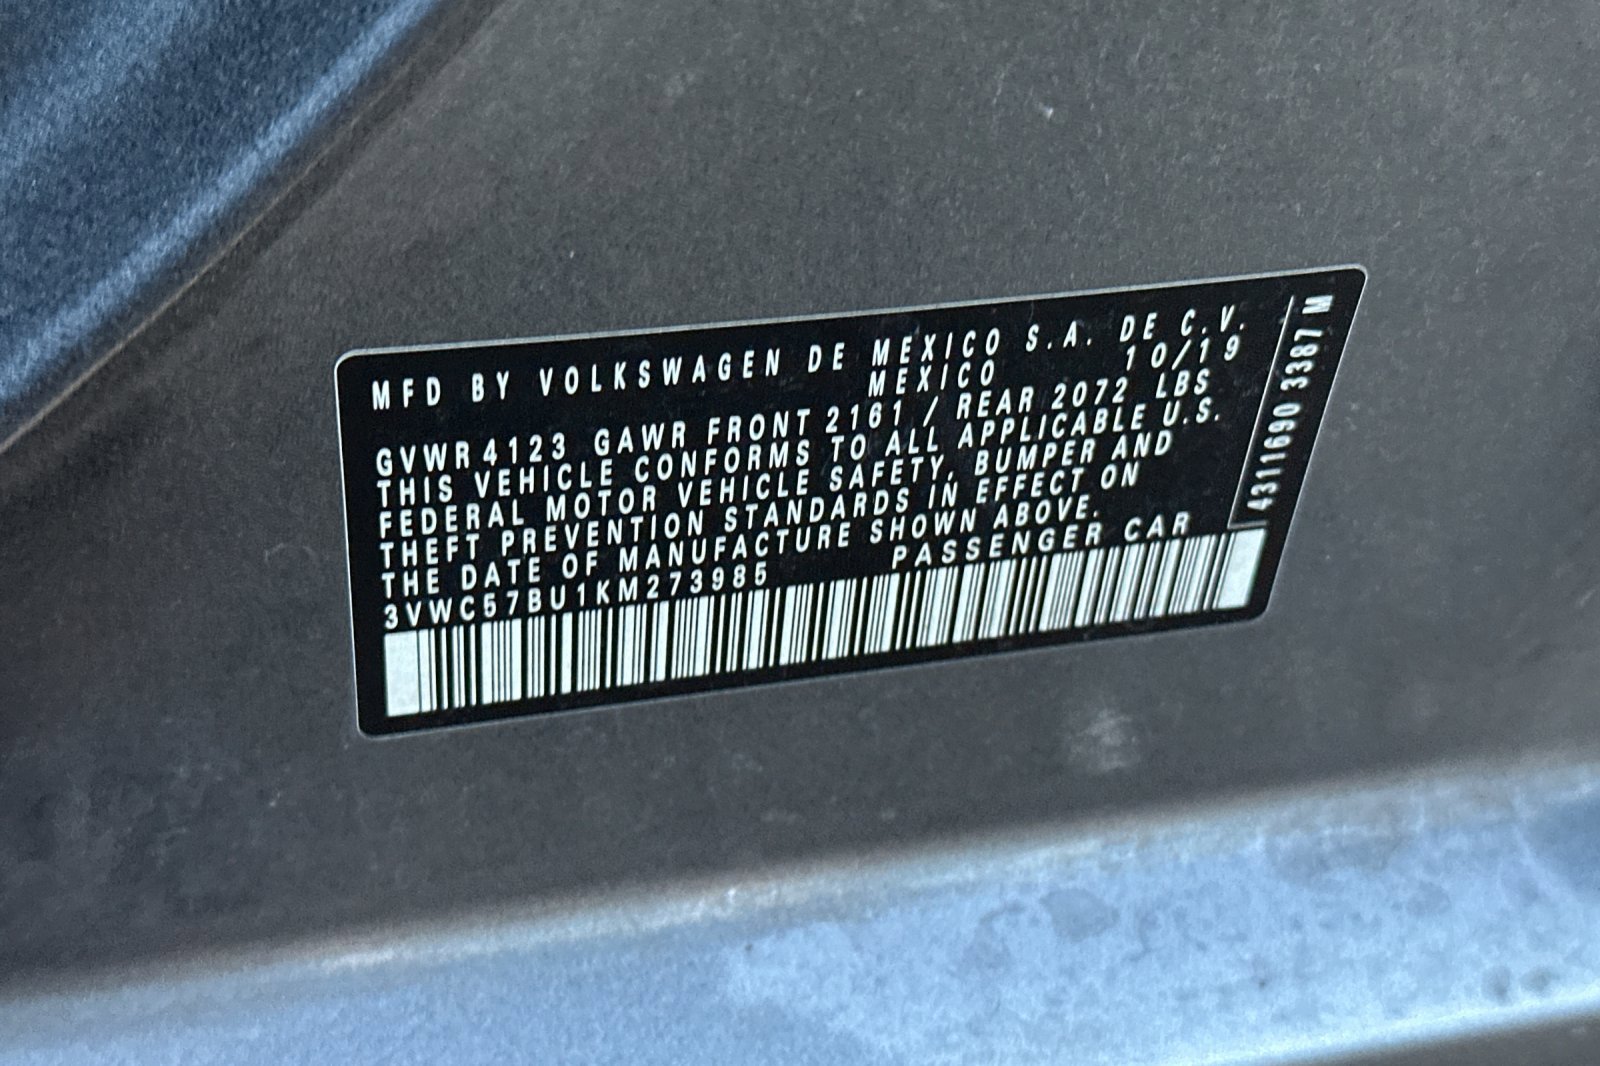 MFD BY VOLKSWAGEN DE MEXICO S.A. DE C.V.
MEXICO 10/19
GVWR 4123 GAWR FRONT 2161 / REAR 2072 LBS
THIS VEHICLE CONFORMS TO ALL APPLICABLE U.S.
FEDERAL MOTOR VEHICLE SAFETY, BUMPER AND
THEFT PREVENTION STANDARDS IN EFFECT ON
THE DATE OF MANUFACTURE SHOWN ABOVE.
3VWC57BU1KM273985 PASSENGER CAR
4311690 3387 M